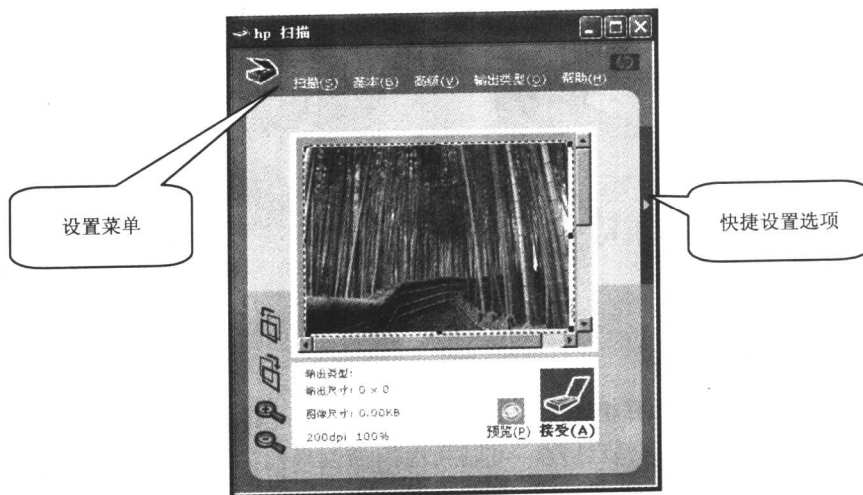 hp 扫描
扫描(S) 基本(B) 高级(V) 输出类型(O) 帮助(H)
设置菜单
快捷设置选项
输出类型:
输出尺寸: 0 × 0
图像尺寸: 0.00KB
200dpi 100%
预览(P)
接受(A)